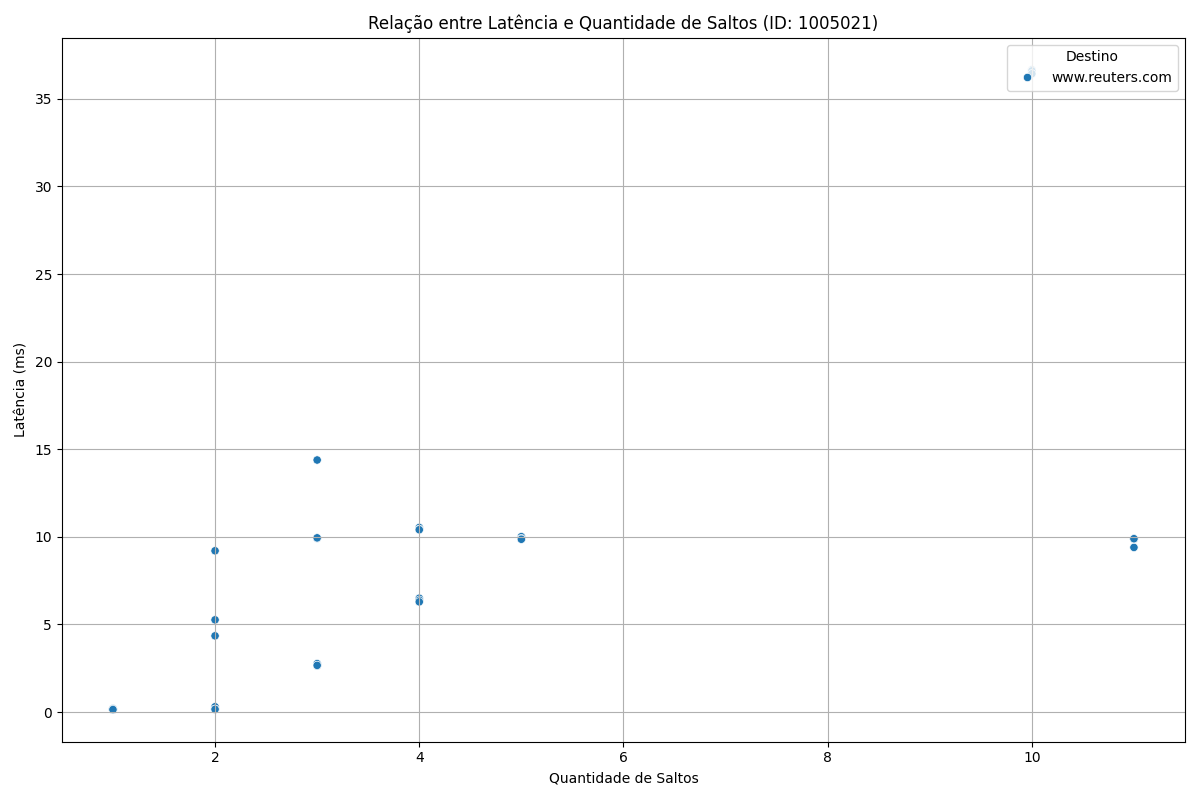 Relação entre Latência e Quantidade de Saltos (ID: 1005021)
Destino
www.reuters.com
Latência (ms)
35
30
25
20
15
10
5
0
2
4
6
8
10
Quantidade de Saltos